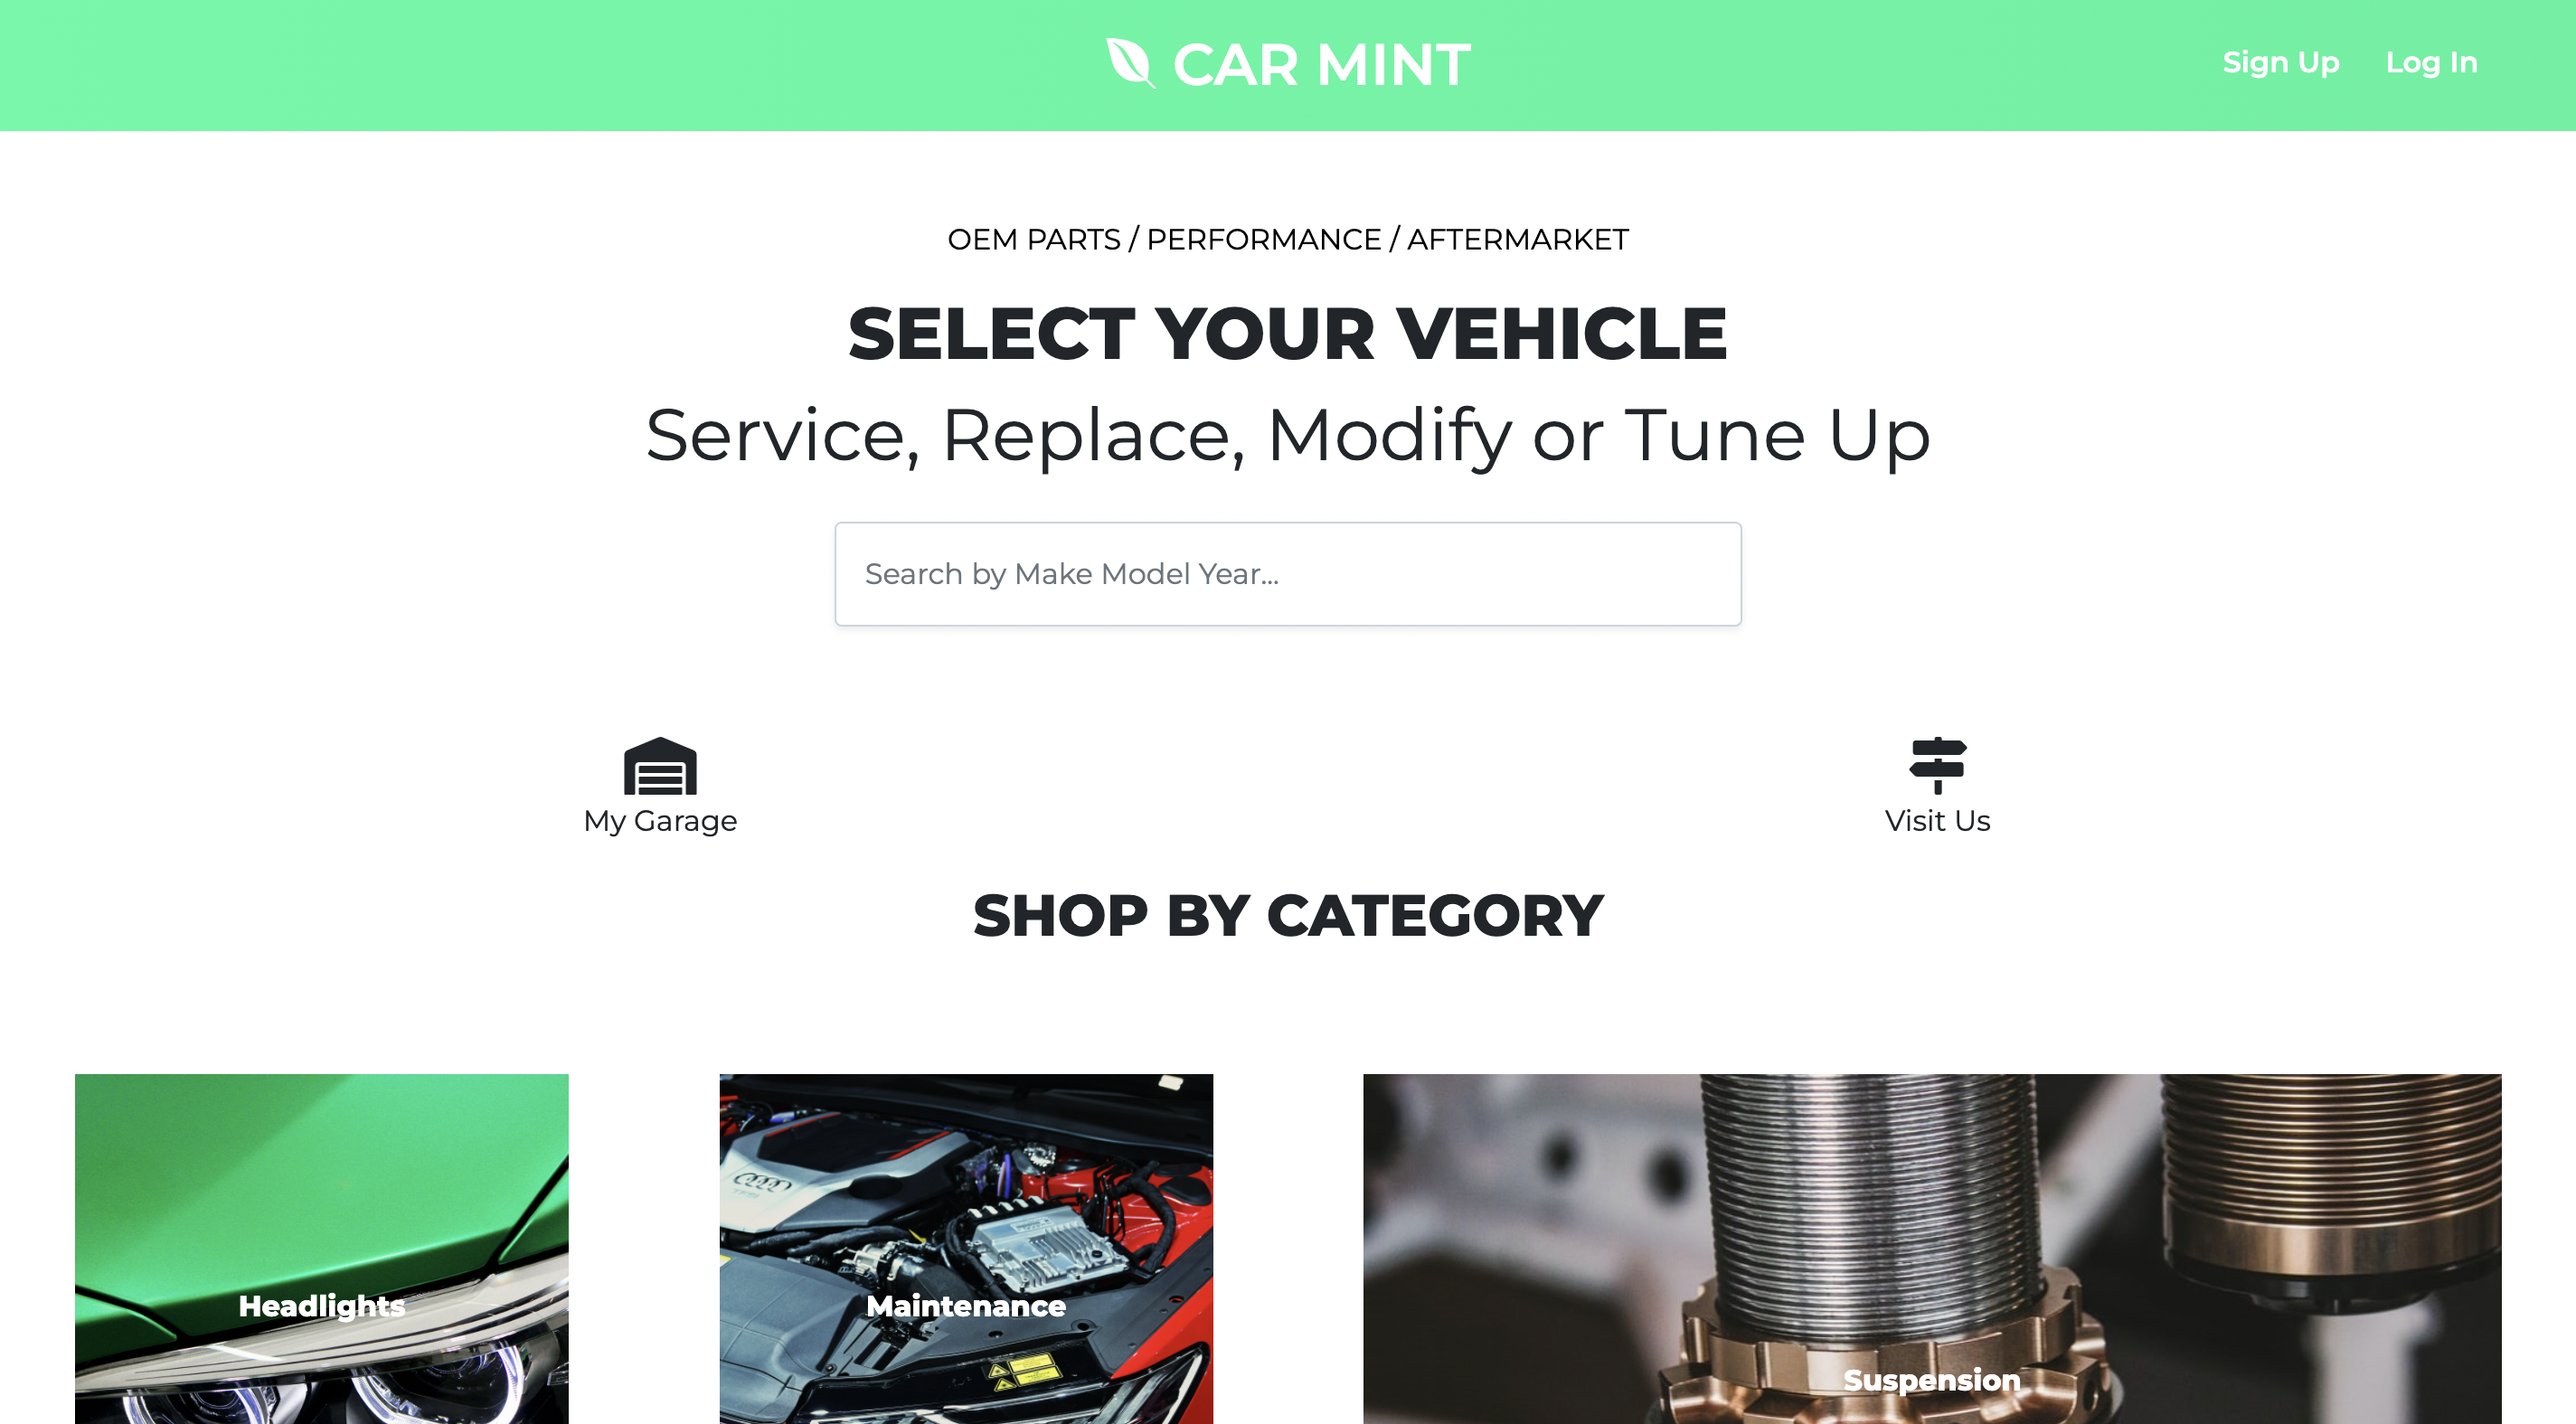 CAR MINT
Sign Up
Log In
OEM PARTS / PERFORMANCE / AFTERMARKET
SELECT YOUR VEHICLE
Service, Replace, Modify or Tune Up
Search by Make Model Year...
My Garage
Visit Us
SHOP BY CATEGORY
Headlights
Maintenance
Suspension